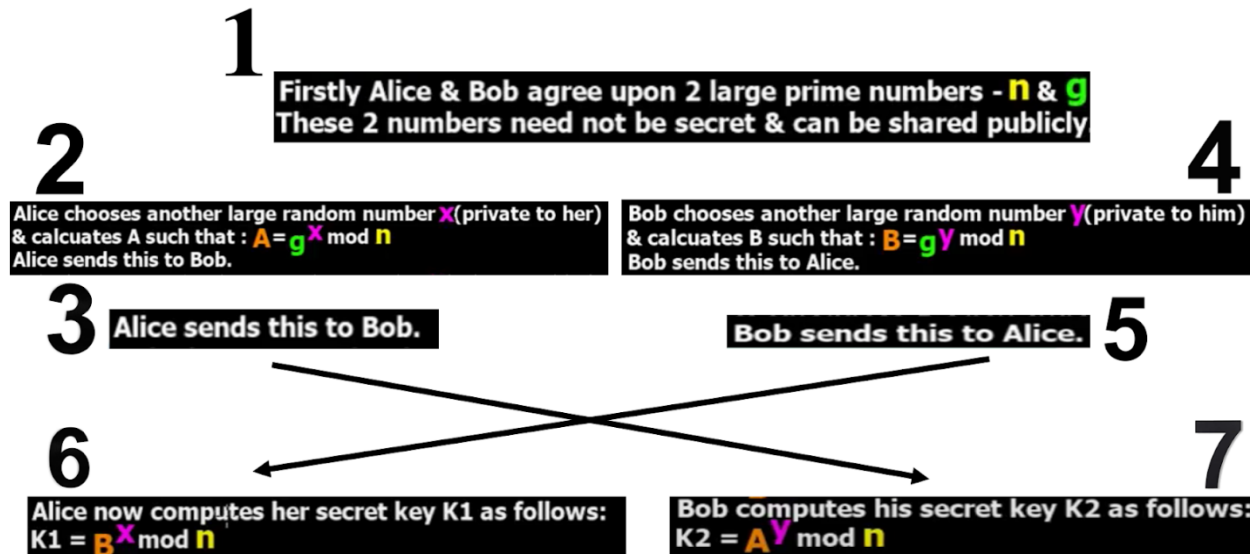 1
Firstly Alice & Bob agree upon 2 large prime numbers - n & g
These 2 numbers need not be secret & can be shared publicly.
2
Alice chooses another large random number x(private to her)
& calcuates A such that : A=g^x mod n
Alice sends this to Bob.
4
Bob chooses another large random number y(private to him)
& calcuates B such that : B=g^y mod n
Bob sends this to Alice.
3
Alice sends this to Bob.
Bob sends this to Alice.
5
6
Alice now computes her secret key K1 as follows:
K1 = B^x mod n
7
Bob computes his secret key K2 as follows:
K2 = A^y mod n